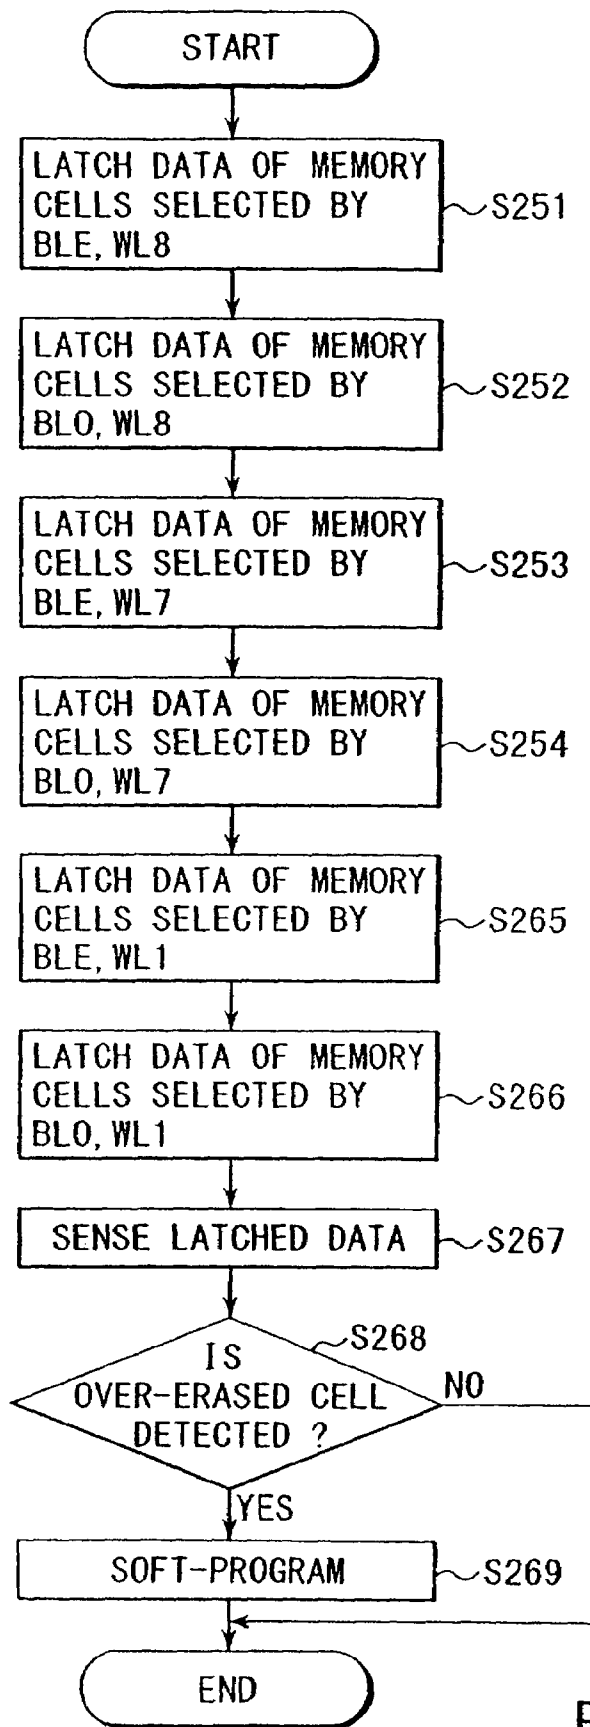 START
LATCH DATA OF MEMORY
CELLS SELECTED BY
BLE, WL8
S251
LATCH DATA OF MEMORY
CELLS SELECTED BY
BLO, WL8
S252
LATCH DATA OF MEMORY
CELLS SELECTED BY
BLE, WL7
S253
LATCH DATA OF MEMORY
CELLS SELECTED BY
BLO, WL7
S254
LATCH DATA OF MEMORY
CELLS SELECTED BY
BLE, WL1
S265
LATCH DATA OF MEMORY
CELLS SELECTED BY
BLO, WL1
S266
SENSE LATCHED DATA
S267
S268
IS
OVER-ERASED CELL
DETECTED ?
NO
YES
SOFT-PROGRAM
S269
END